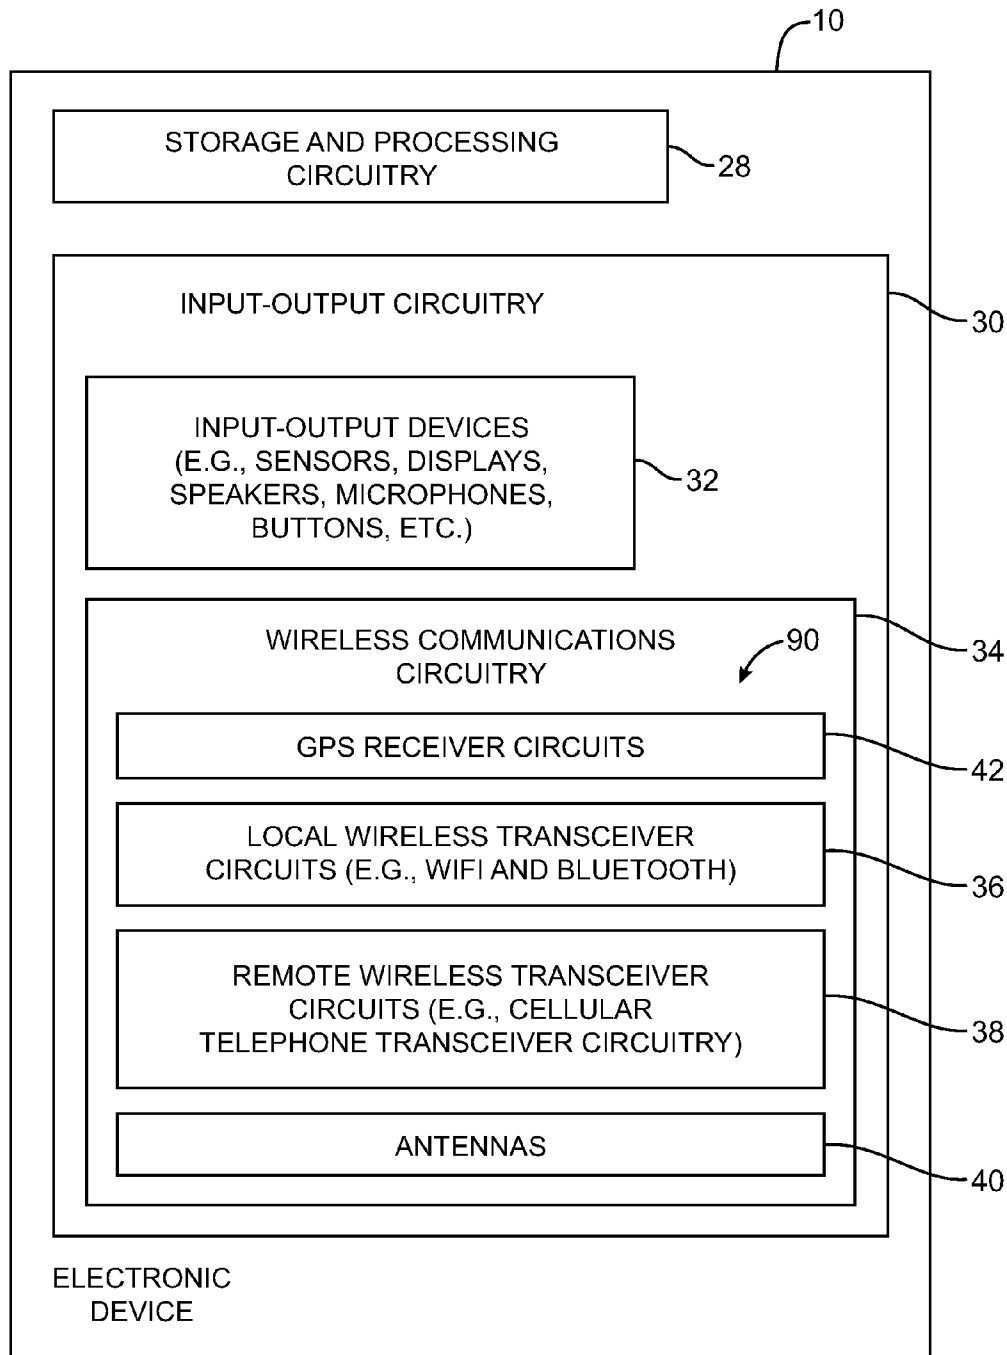 10
STORAGE AND PROCESSING
CIRCUITRY
28
INPUT-OUTPUT CIRCUITRY
30
INPUT-OUTPUT DEVICES
(E.G., SENSORS, DISPLAYS,
SPEAKERS, MICROPHONES,
BUTTONS, ETC.)
32
WIRELESS COMMUNICATIONS
CIRCUITRY
90
34
GPS RECEIVER CIRCUITS
42
LOCAL WIRELESS TRANSCEIVER
CIRCUITS (E.G., WIFI AND BLUETOOTH)
36
REMOTE WIRELESS TRANSCEIVER
CIRCUITS (E.G., CELLULAR
TELEPHONE TRANSCEIVER CIRCUITRY)
38
ANTENNAS
40
ELECTRONIC
DEVICE